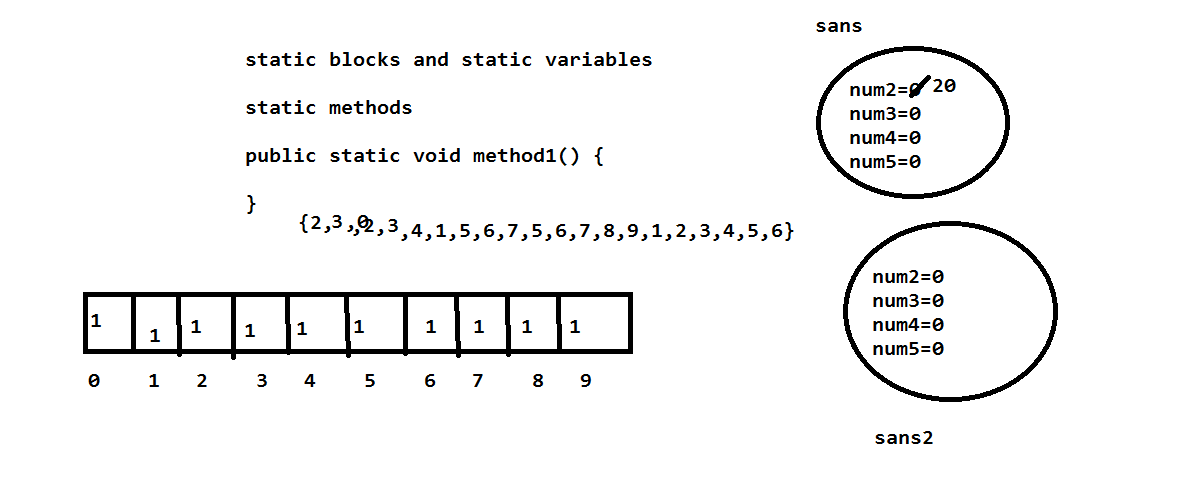 static blocks and static variables
static methods
public static void method1() {
}
{2,3,0,2,3,4,1,5,6,7,5,6,7,8,9,1,2,3,4,5,6}
1 1 1 1 1 1 1 1 1 1
0 1 2 3 4 5 6 7 8 9
sans
num2=0 20
num3=0
num4=0
num5=0
num2=0
num3=0
num4=0
num5=0
sans2